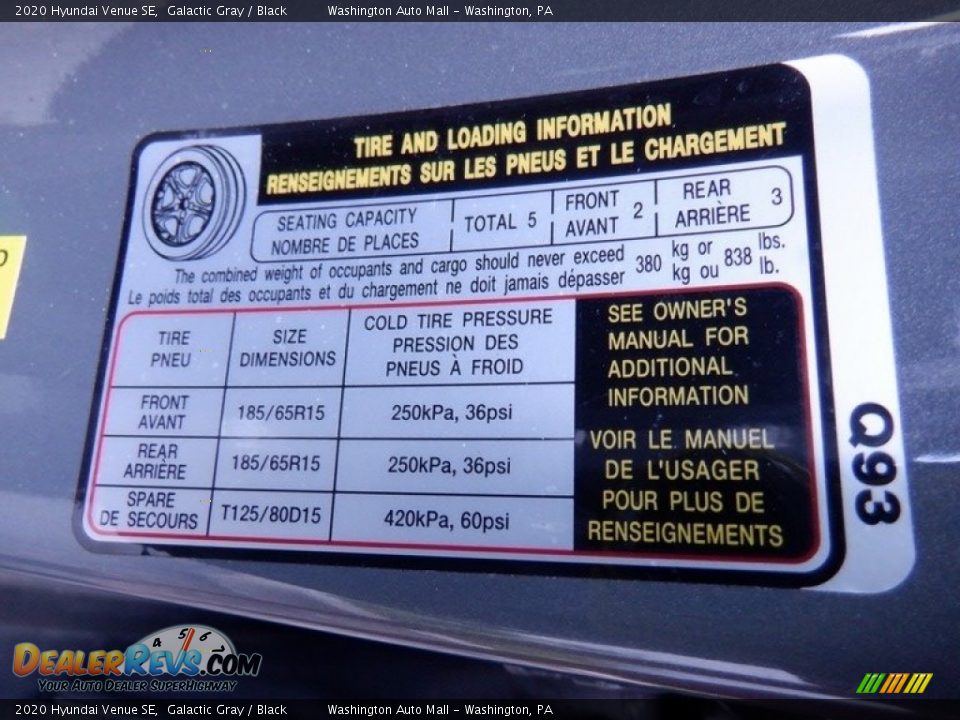 2020 Hyundai Venue SE, Galactic Gray / Black Washington Auto Mall - Washington, PA
TIRE AND LOADING INFORMATION
RENSEIGNEMENTS SUR LES PNEUS ET LE CHARGEMENT
SEATING CAPACITY
NOMBRE DE PLACES
TOTAL 5
FRONT
AVANT
2
REAR
ARRIÈRE
3
The combined weight of occupants and cargo should never exceed
Le poids total des occupants et du chargement ne doit jamais dépasser
380
kg or
kg ou
838
lbs.
lb.
TIRE
PNEU
SIZE
DIMENSIONS
COLD TIRE PRESSURE
PRESSION DES
PNEUS À FROID
FRONT
AVANT
185/65R15
250kPa, 36psi
REAR
ARRIÈRE
185/65R15
250kPa, 36psi
SPARE
DE SECOURS
T125/80D15
420kPa, 60psi
SEE OWNER'S
MANUAL FOR
ADDITIONAL
INFORMATION
VOIR LE MANUEL
DE L'USAGER
POUR PLUS DE
RENSEIGNEMENTS
Q93
4 5 6 7
DEALERREVS.COM
YOUR AUTO DEALER SUPERHIGHWAY
2020 Hyundai Venue SE, Galactic Gray / Black Washington Auto Mall - Washington, PA